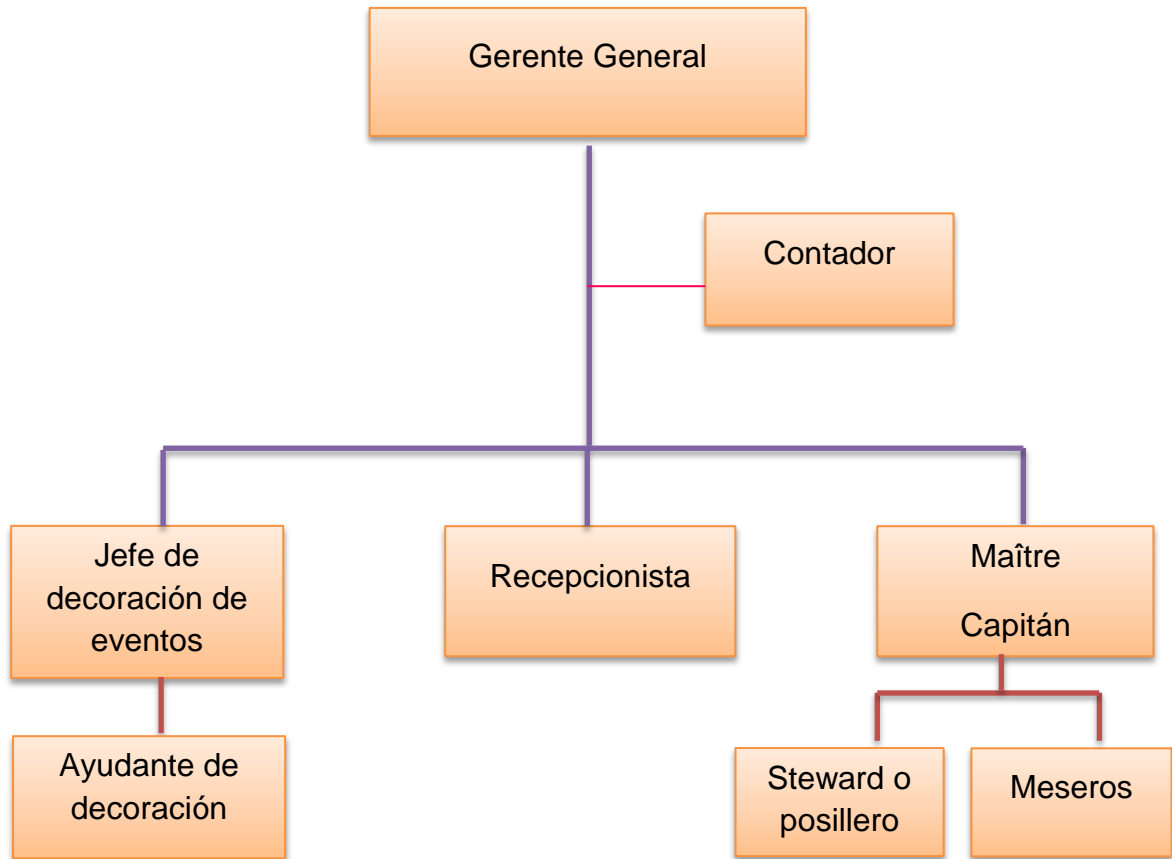 Gerente General
Contador
Jefe de
decoración de
eventos
Recepcionista
Maître
Capitán
Ayudante de
decoración
Steward o
posillero
Meseros